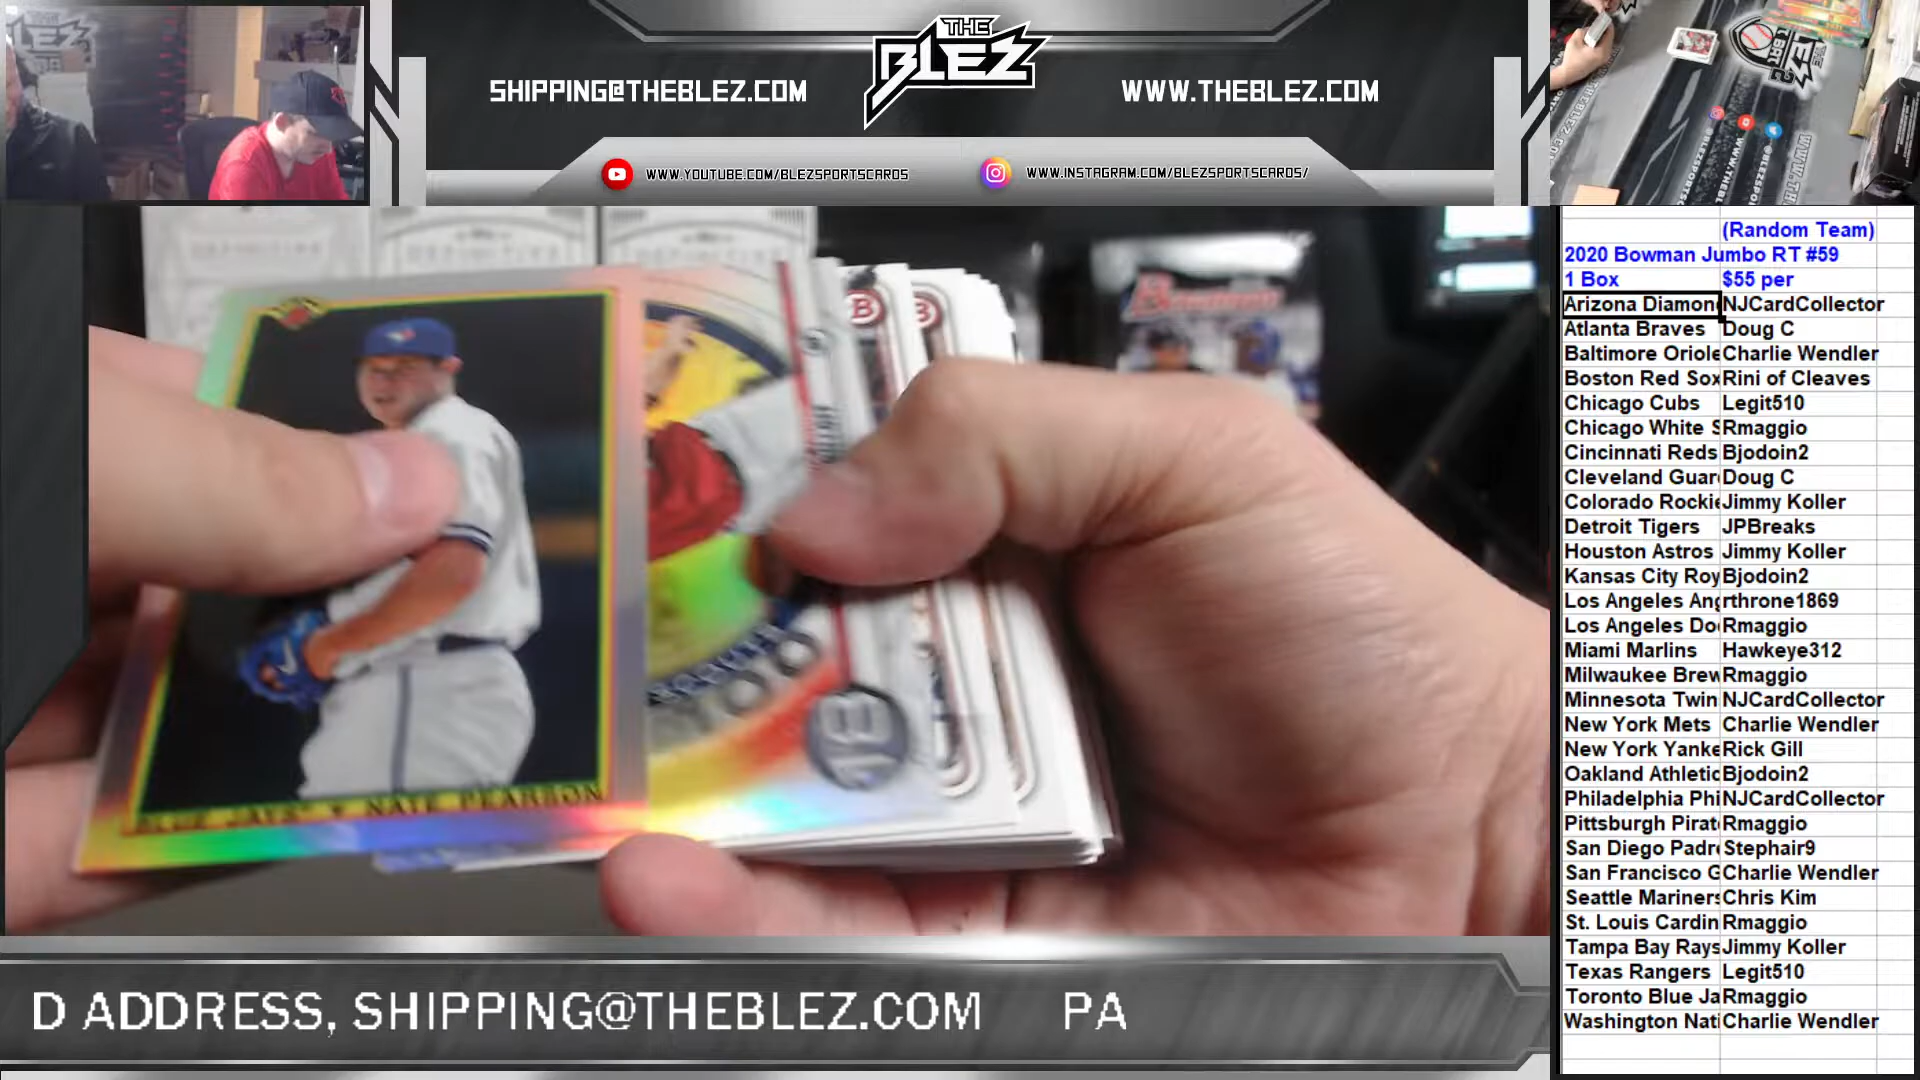 THE
BLEZ
SHIPPING@THEBLEZ.COM
WWW.THEBLEZ.COM
WWW.YOUTUBE.COM/BLEZSPORTSCARDS
WWW.INSTAGRAM.COM/BLEZSPORTSCARDS/
DEFINITIVE
DEFINITIVE
Bowman
BLUE JAYS NATE PEARSON
(Random Team)
2020 Bowman Jumbo RT #59
1 Box $55 per
Arizona Diamon NJCardCollector
Atlanta Braves Doug C
Baltimore Oriole Charlie Wendler
Boston Red Sox Rini of Cleaves
Chicago Cubs Legit510
Chicago White S Rmaggio
Cincinnati Reds Bjodoin2
Cleveland Guar Doug C
Colorado Rockie Jimmy Koller
Detroit Tigers JPBreaks
Houston Astros Jimmy Koller
Kansas City Roy Bjodoin2
Los Angeles Ang rthrone1869
Los Angeles Do Rmaggio
Miami Marlins Hawkeye312
Milwaukee Brew Rmaggio
Minnesota Twin NJCardCollector
New York Mets Charlie Wendler
New York Yanke Rick Gill
Oakland Athletic Bjodoin2
Philadelphia Phi NJCardCollector
Pittsburgh Pirat Rmaggio
San Diego Padr Stephair9
San Francisco G Charlie Wendler
Seattle Mariners Chris Kim
St. Louis Cardin Rmaggio
Tampa Bay Rays Jimmy Koller
Texas Rangers Legit510
Toronto Blue Ja Rmaggio
Washington Nati Charlie Wendler
D ADDRESS, SHIPPING@THEBLEZ.COM PA